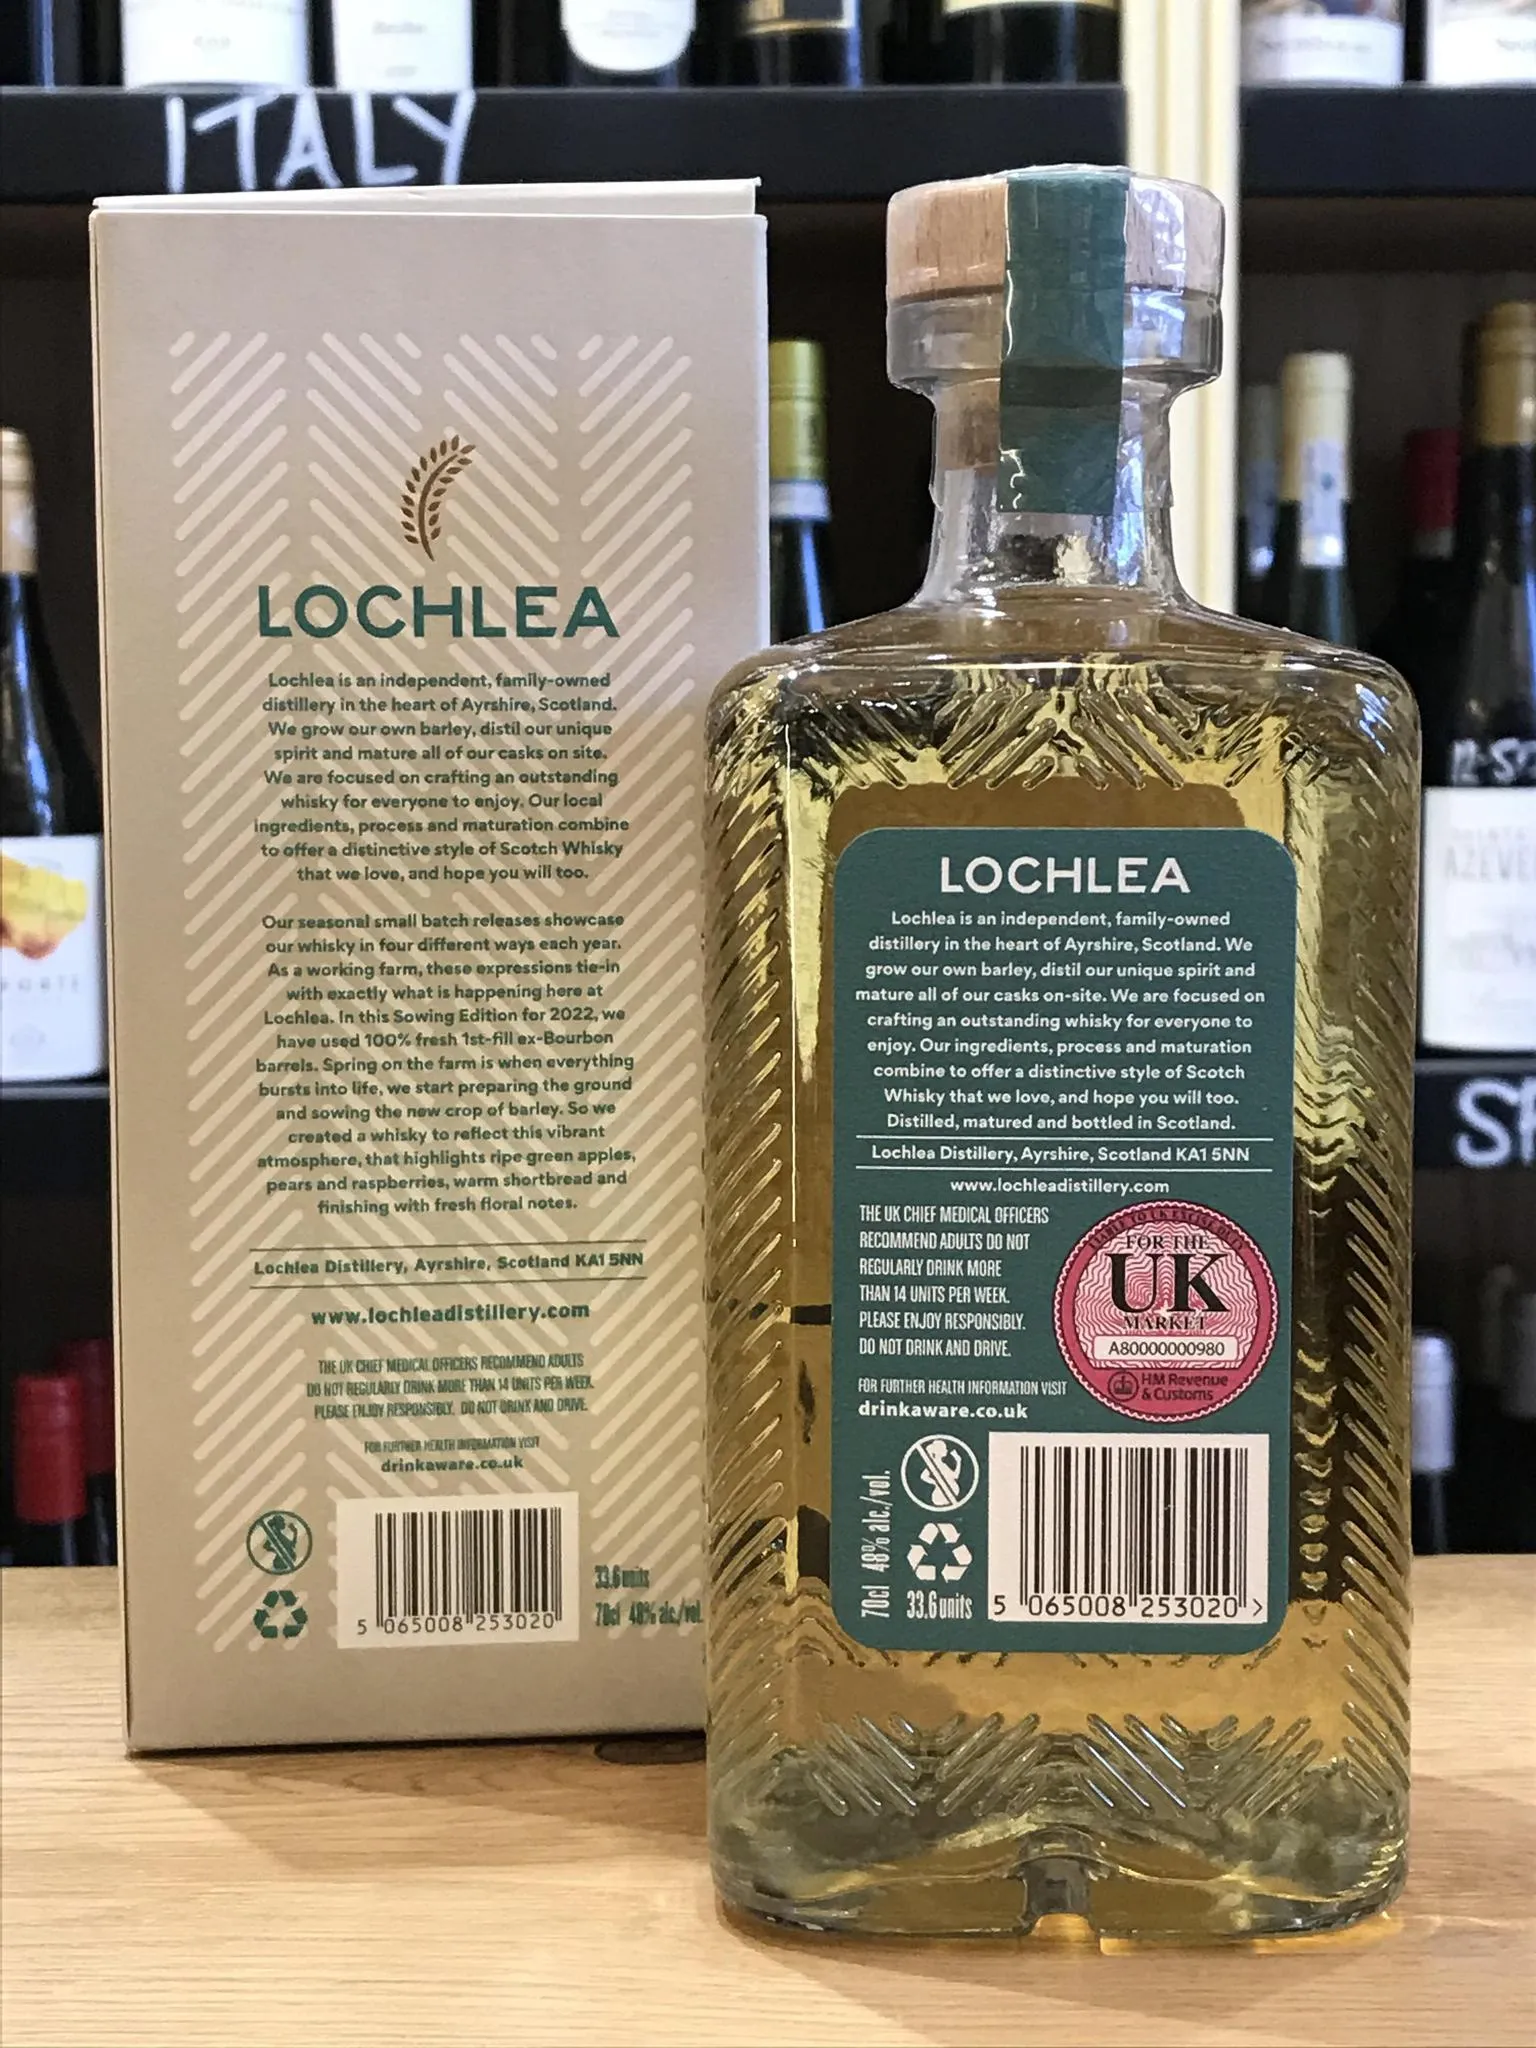 ITALY
LOCHLEA
Lochlea is an independent, family-owned
distillery in the heart of Ayrshire, Scotland.
We grow our own barley, distil our unique
spirit and mature all of our casks on site.
We are focused on crafting an outstanding
whisky for everyone to enjoy. Our local
ingredients, process and maturation combine
to offer a distinctive style of Scotch Whisky
that we love, and hope you will too.
Our seasonal small batch releases showcase
our whisky in four different ways each year.
As a working farm, these expressions tie-in
with exactly what is happening here at
Lochlea. In this Sowing Edition for 2022, we
have used 100% fresh 1st-fill ex-Bourbon
barrels. Spring on the farm is when everything
bursts into life, we start preparing the ground
and sowing the new crop of barley. So we
created a whisky to reflect this vibrant
atmosphere, that highlights ripe green apples,
pears and raspberries, warm shortbread and
finishing with fresh floral notes.
Lochlea Distillery, Ayrshire, Scotland KA1 5NN
www.lochleadistillery.com
THE UK CHIEF MEDICAL OFFICERS RECOMMEND ADULTS
DO NOT REGULARLY DRINK MORE THAN 14 UNITS PER WEEK.
PLEASE ENJOY RESPONSIBLY. DO NOT DRINK AND DRIVE.
FOR FURTHER HEALTH INFORMATION VISIT
drinkaware.co.uk
33.6 units
70cl 48% alc./vol.
5 065008 253020
LOCHLEA
Lochlea is an independent, family-owned
distillery in the heart of Ayrshire, Scotland. We
grow our own barley, distil our unique spirit and
mature all of our casks on-site. We are focused on
crafting an outstanding whisky for everyone to
enjoy. Our ingredients, process and maturation
combine to offer a distinctive style of Scotch
Whisky that we love, and hope you will too.
Distilled, matured and bottled in Scotland.
Lochlea Distillery, Ayrshire, Scotland KA1 5NN
www.lochleadistillery.com
THE UK CHIEF MEDICAL OFFICERS
RECOMMEND ADULTS DO NOT
REGULARLY DRINK MORE
THAN 14 UNITS PER WEEK.
PLEASE ENJOY RESPONSIBLY.
DO NOT DRINK AND DRIVE.
FOR FURTHER HEALTH INFORMATION VISIT
drinkaware.co.uk
LIABLE TO UK EXCISE DUTY
FOR THE
UK
MARKET
A80000000980
HM Revenue
& Customs
70cl 48% alc./vol.
33.6 units
5 065008 253020 >